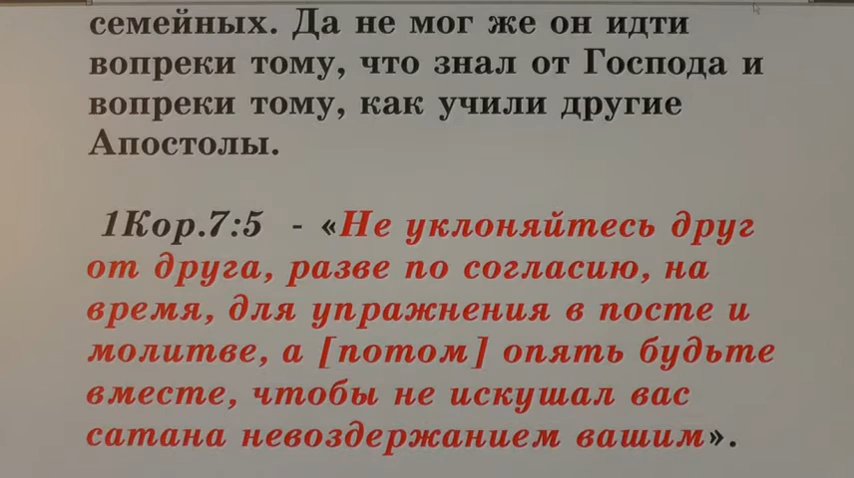 семейных. Да не мог же он идти
вопреки тому, что знал от Господа и
вопреки тому, как учили другие
Апостолы.
1Кор.7:5 - «Не уклоняйтесь друг
от друга, разве по согласию, на
время, для упражнения в посте и
молитве, а [потом] опять будьте
вместе, чтобы не искушал вас
сатана невоздержанием вашим».